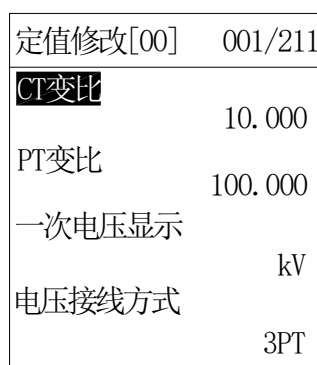 定值修改[00] 001/211
CT变比
10.000
PT变比
100.000
一次电压显示
kV
电压接线方式
3PT